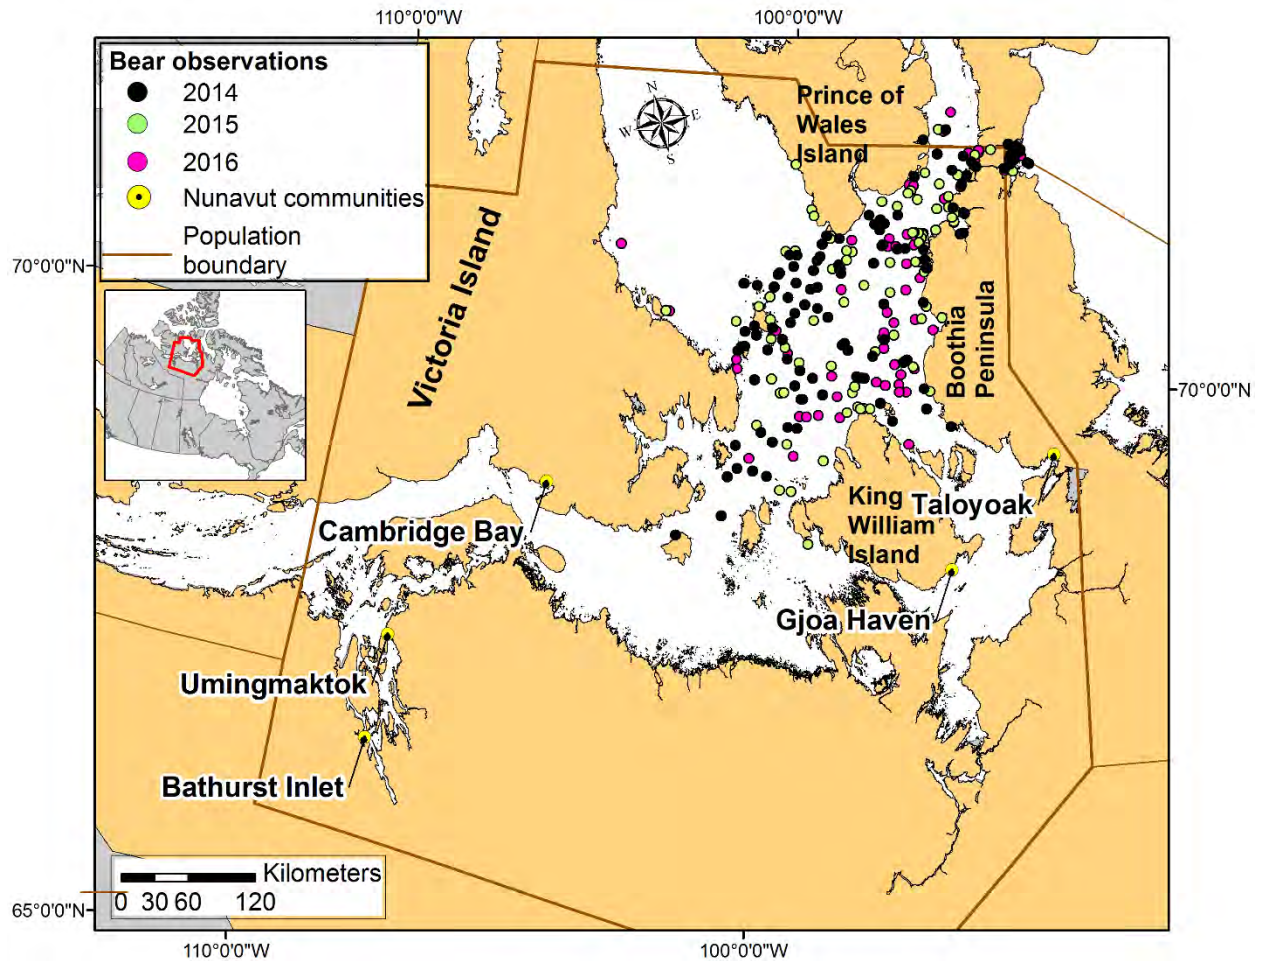 110°0'0"W
100°0'0"W
Bear observations
2014
2015
2016
Nunavut communities
Population
boundary
N
W
E
S
Prince of
Wales
Island
70°0'0"N
Victoria Island
Boothia
Peninsula
70°0'0"N
Cambridge Bay
King
William
Island
Taloyoak
Gjoa Haven
Umingmaktok
Bathurst Inlet
Kilometers
0 30 60 120
65°0'0"N
110°0'0"W
100°0'0"W